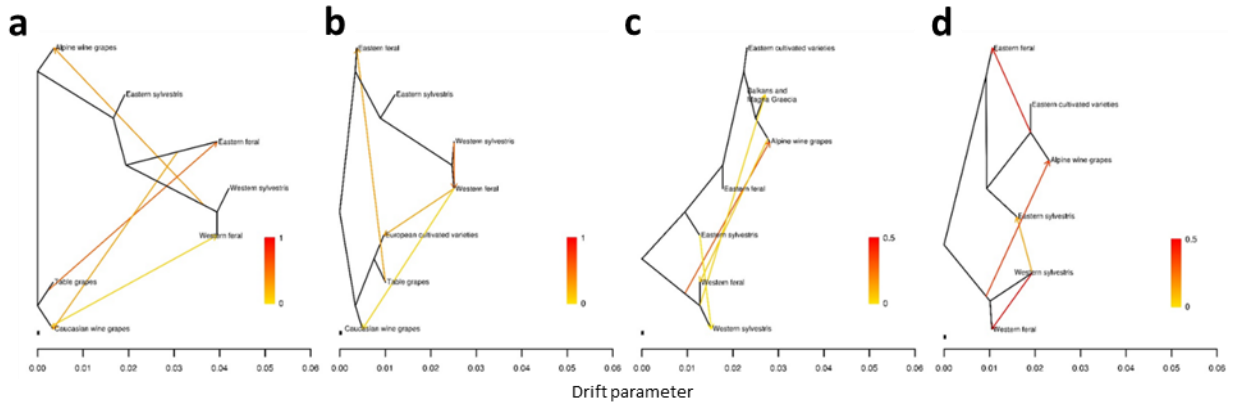 a
Alpine wine grapes
Eastern sylvestris
Eastern feral
Western sylvestris
Western feral
Table grapes
Caucasian wine grapes
1
0
0.00 0.01 0.02 0.03 0.04 0.05 0.06
b
Eastern feral
Eastern sylvestris
Western sylvestris
Western feral
European cultivated varieties
Table grapes
Caucasian wine grapes
1
0
0.00 0.01 0.02 0.03 0.04 0.05 0.06
c
Eastern cultivated varieties
Balkans and
Magna Graecia
Alpine wine grapes
Eastern feral
Eastern sylvestris
Western feral
Western sylvestris
0.5
0
0.00 0.01 0.02 0.03 0.04 0.05 0.06
d
Eastern feral
Eastern cultivated varieties
Alpine wine grapes
Eastern sylvestris
Western sylvestris
Western feral
0.5
0
0.00 0.01 0.02 0.03 0.04 0.05 0.06
Drift parameter